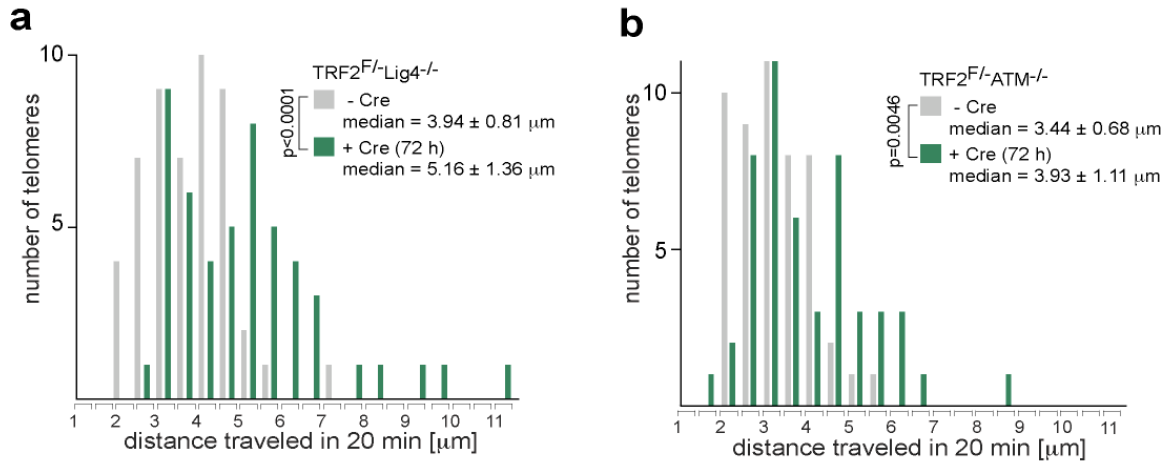 a
10
5
number of telomeres
TRF2F/-Lig4-/-
p<0.0001
- Cre
median = 3.94 ± 0.81 μm
+ Cre (72 h)
median = 5.16 ± 1.36 μm
1 2 3 4 5 6 7 8 9 10 11
distance traveled in 20 min [μm]
b
10
5
number of telomeres
TRF2F/-ATM-/-
p=0.0046
- Cre
median = 3.44 ± 0.68 μm
+ Cre (72 h)
median = 3.93 ± 1.11 μm
1 2 3 4 5 6 7 8 9 10 11
distance traveled in 20 min [μm]